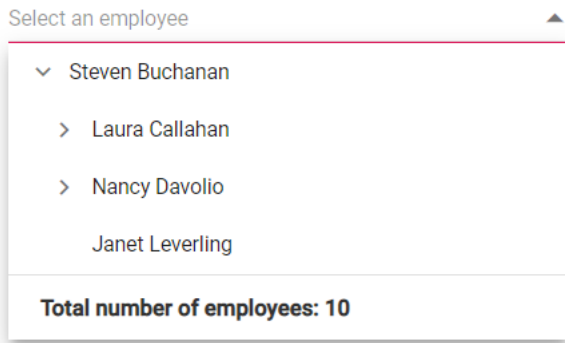 Select an employee
Steven Buchanan
Laura Callahan
Nancy Davolio
Janet Leverling
Total number of employees: 10